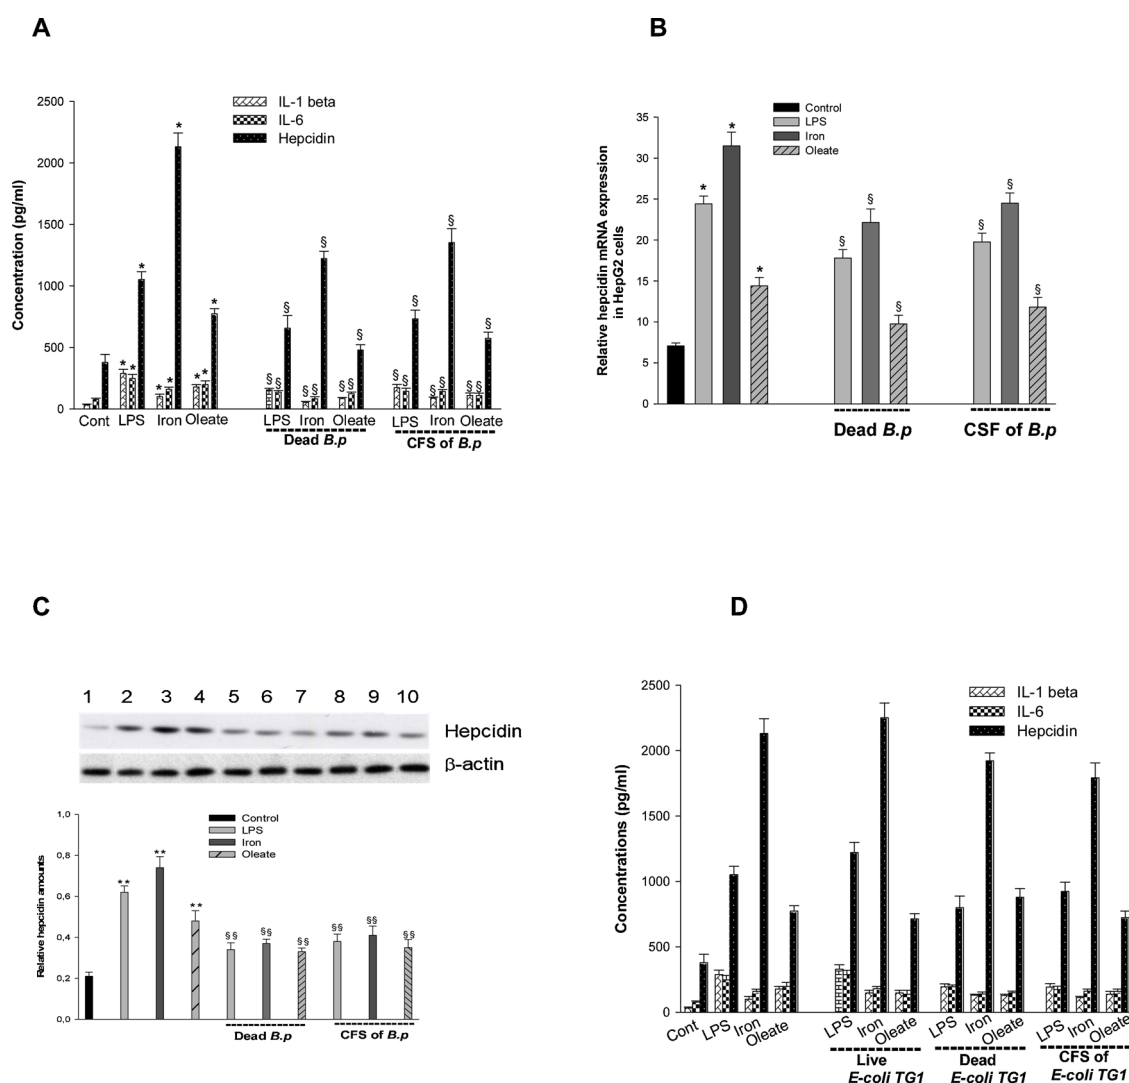 A
IL-1 beta
IL-6
Hepcidin
Concentration (pg/ml)
2500
2000
1500
1000
500
0
* * * * * * * * *
§ § § § § § § § §
§ § § § § § § § §
Cont LPS Iron Oleate LPS Iron Oleate LPS Iron Oleate
Dead B.p CFS of B.p
B
Control
LPS
Iron
Oleate
Relative hepcidin mRNA expression
in HepG2 cells
35
30
25
20
15
10
5
0
* * *
§ § § § § §
Dead B.p CSF of B.p
C
1 2 3 4 5 6 7 8 9 10
Hepcidin
β-actin
Control
LPS
Iron
Oleate
Relative hepcidin amounts
1,0
0,8
0,6
0,4
0,2
0,0
** ** **
§§ §§ §§ §§ §§ §§
Dead B.p CFS of B.p
D
IL-1 beta
IL-6
Hepcidin
Concentrations (pg/ml)
2500
2000
1500
1000
500
0
Cont LPS Iron Oleate LPS Iron Oleate LPS Iron Oleate LPS Iron Oleate
Live Dead CFS of
E-coli TG1 E-coli TG1 E-coli TG1